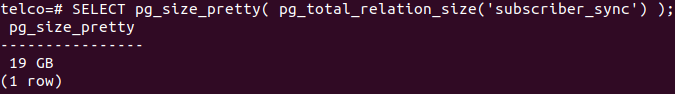 telco=# SELECT pg_size_pretty( pg_total_relation_size('subscriber_sync') );
 pg_size_pretty
----------------
 19 GB
(1 row)